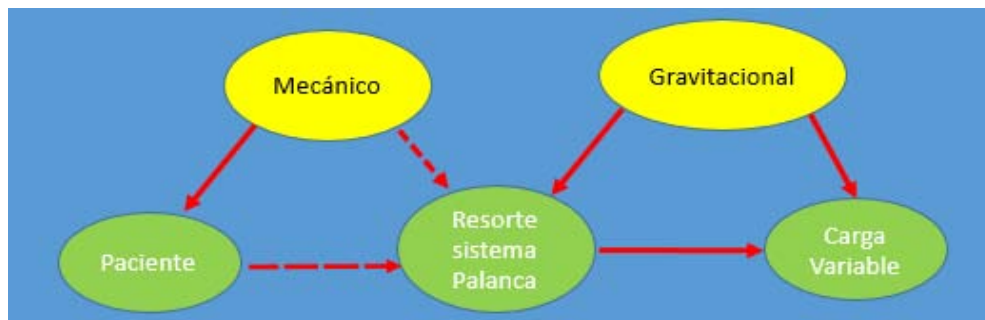 Mecánico
Gravitacional
Paciente
Resorte
sistema
Palanca
Carga
Variable